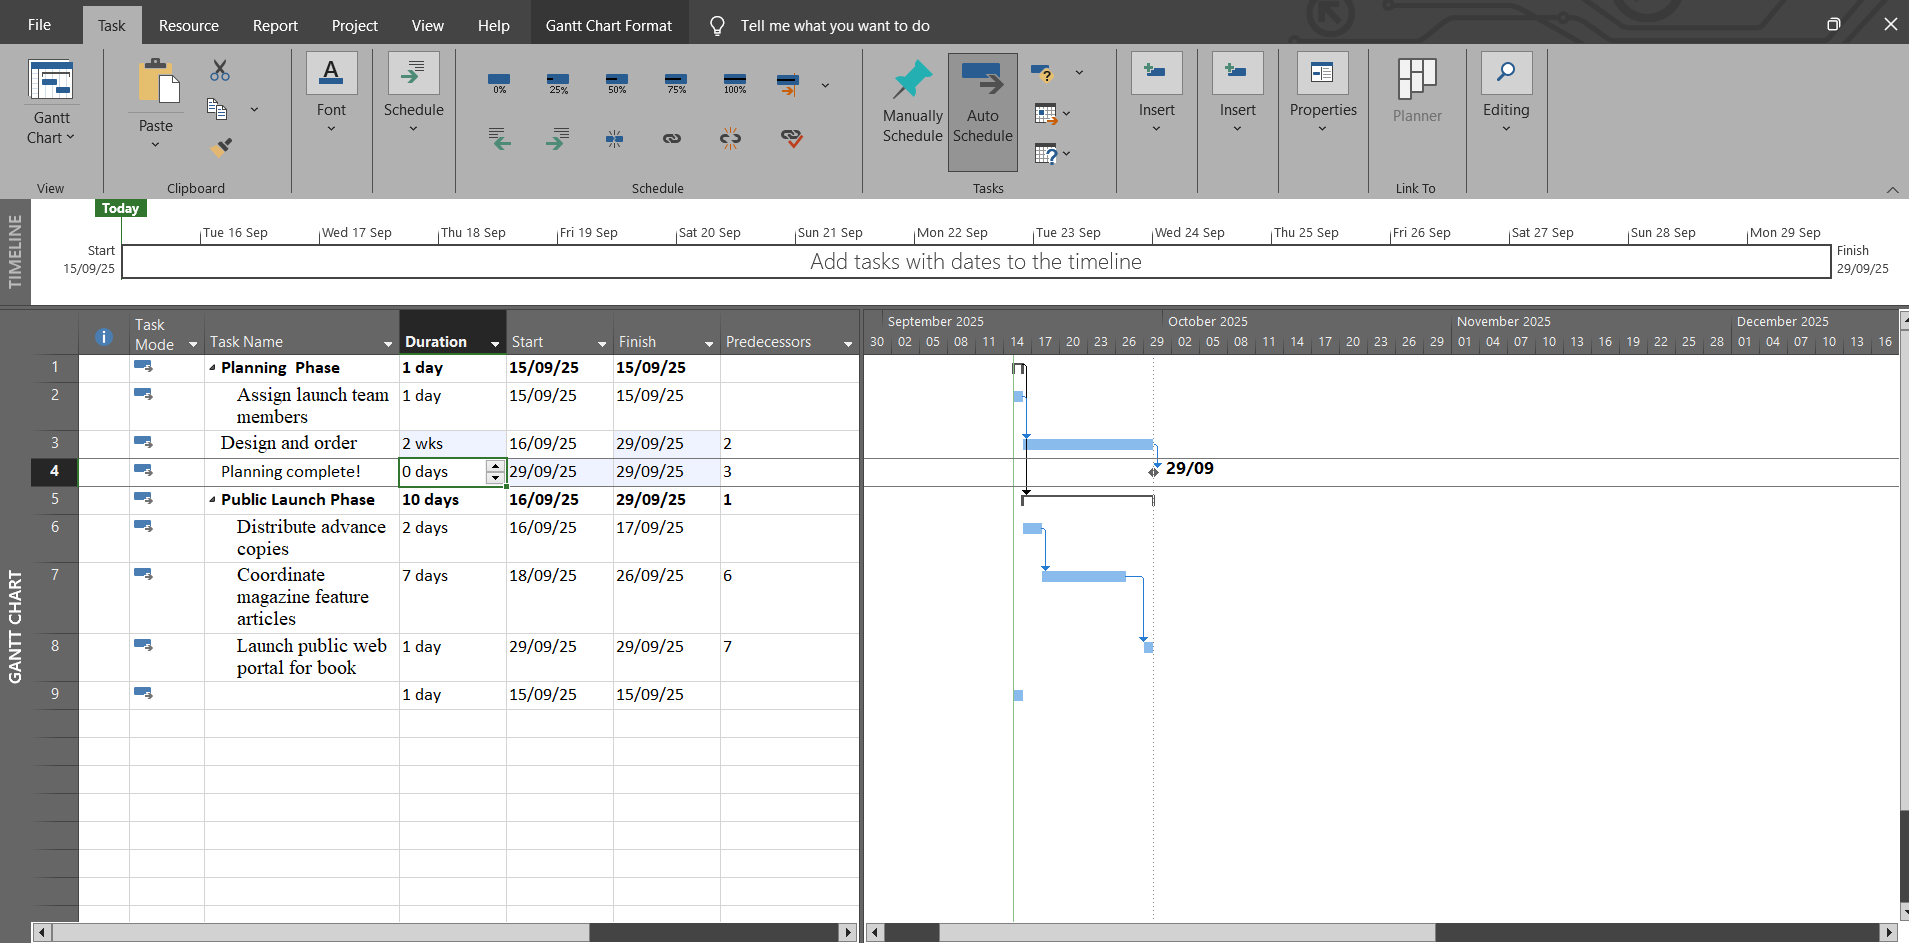 File Task Resource Report Project View Help Gantt Chart Format Tell me what you want to do
Gantt Chart
Paste
Font
Schedule
0% 25% 50% 75% 100%
Manually Schedule
Auto Schedule
Insert
Insert
Properties
Planner
Editing
View Clipboard Schedule Tasks Link To
TIMELINE
Today
Tue 16 Sep Wed 17 Sep Thu 18 Sep Fri 19 Sep Sat 20 Sep Sun 21 Sep Mon 22 Sep Tue 23 Sep Wed 24 Sep Thu 25 Sep Fri 26 Sep Sat 27 Sep Sun 28 Sep Mon 29 Sep
Start
15/09/25
Add tasks with dates to the timeline
Finish
29/09/25
GANTT CHART
Task Mode Task Name Duration Start Finish Predecessors
September 2025 October 2025 November 2025 December 2025
30 02 05 08 11 14 17 20 23 26 29 02 05 08 11 14 17 20 23 26 29 01 04 07 10 13 16 19 22 25 28 01 04 07 10 13 16
1 Planning Phase 1 day 15/09/25 15/09/25
2 Assign launch team 1 day 15/09/25 15/09/25
members
3 Design and order 2 wks 16/09/25 29/09/25 2
4 Planning complete! 0 days 29/09/25 29/09/25 3
29/09
5 Public Launch Phase 10 days 16/09/25 29/09/25 1
6 Distribute advance 2 days 16/09/25 17/09/25
copies
7 Coordinate 7 days 18/09/25 26/09/25 6
magazine feature
articles
8 Launch public web 1 day 29/09/25 29/09/25 7
portal for book
9 1 day 15/09/25 15/09/25